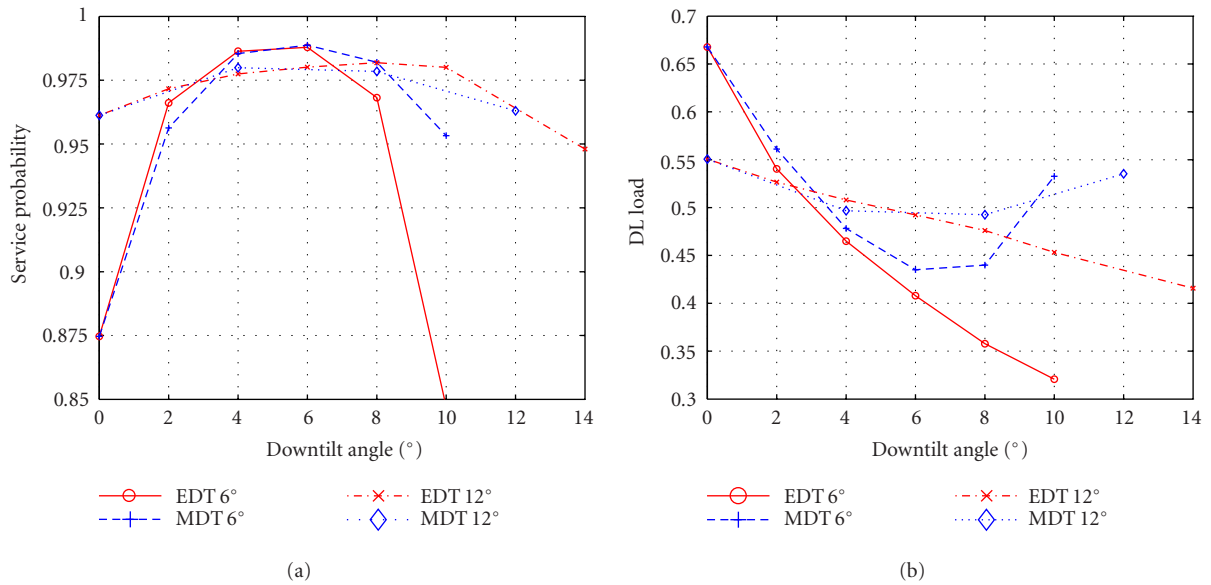 1
0.975
0.95
0.925
0.9
0.875
0.85
Service probability
0 2 4 6 8 10 12 14
Downtilt angle (°)
EDT 6° EDT 12°
MDT 6° MDT 12°
(a)
0.7
0.65
0.6
0.55
0.5
0.45
0.4
0.35
0.3
DL load
0 2 4 6 8 10 12 14
Downtilt angle (°)
EDT 6° EDT 12°
MDT 6° MDT 12°
(b)